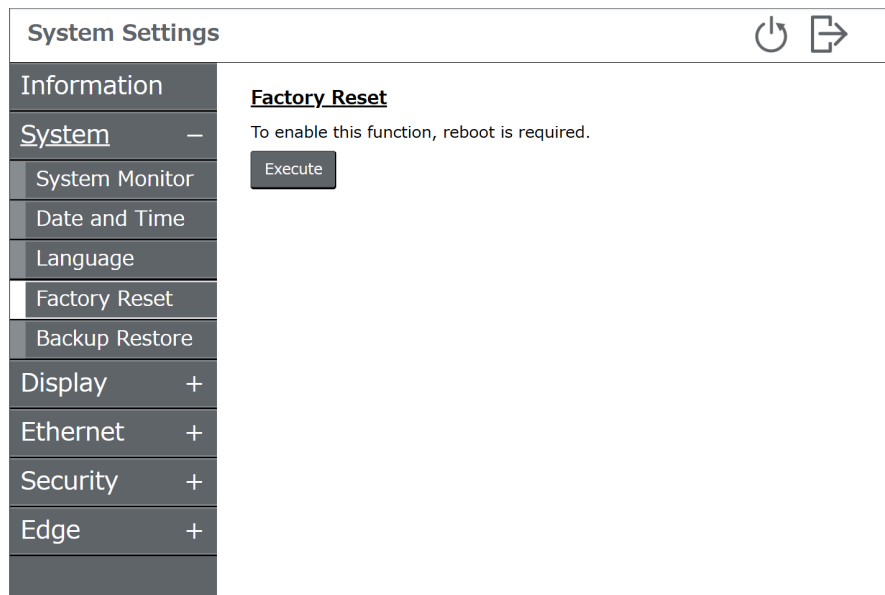 System Settings
Information
System −
System Monitor
Date and Time
Language
Factory Reset
Backup Restore
Display +
Ethernet +
Security +
Edge +
Factory Reset
To enable this function, reboot is required.
Execute